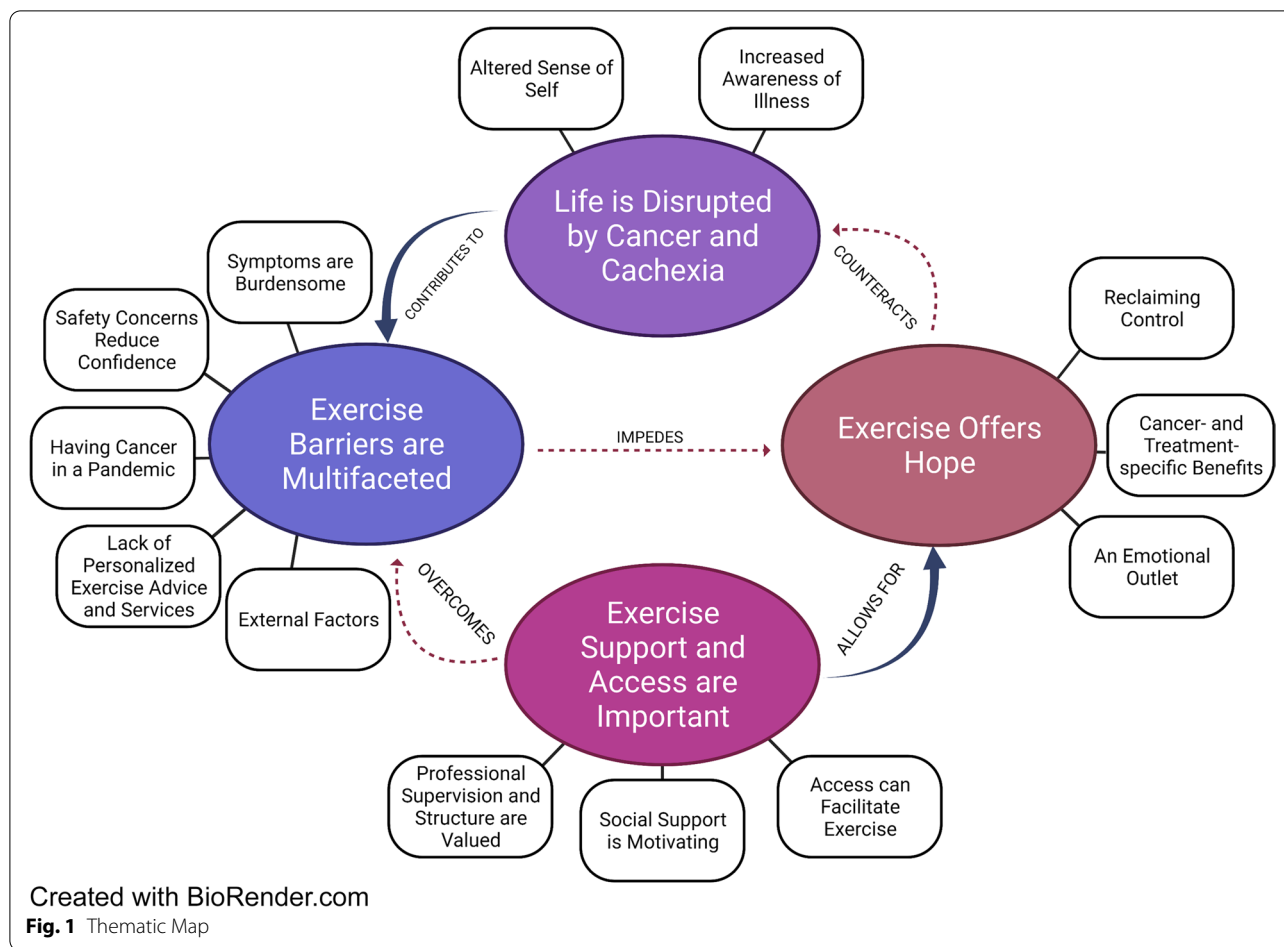 Altered Sense of
Self
Increased
Awareness of
Illness
Life is Disrupted
by Cancer and
Cachexia
CONTRIBUTES TO
COUNTERACTS
Symptoms are
Burdensome
Safety Concerns
Reduce
Confidence
Having Cancer
in a Pandemic
Lack of
Personalized
Exercise Advice
and Services
External Factors
Exercise
Barriers are
Multifaceted
IMPEDES
Exercise Offers
Hope
Reclaiming
Control
Cancer- and
Treatment-
specific Benefits
An Emotional
Outlet
OVERCOMES
ALLOWS FOR
Exercise
Support and
Access are
Important
Professional
Supervision and
Structure are
Valued
Social Support
is Motivating
Access can
Facilitate
Exercise
Created with BioRender.com
Fig. 1 Thematic Map